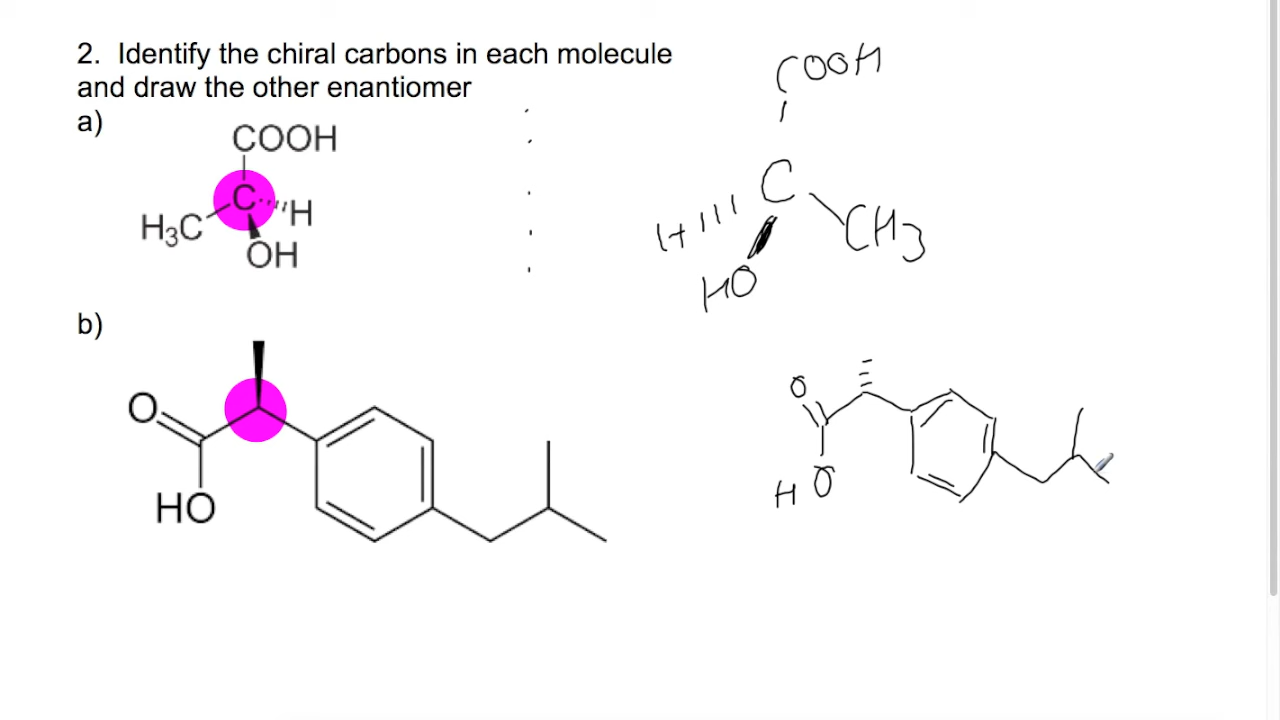 2. Identify the chiral carbons in each molecule
and draw the other enantiomer
a)
COOH
C H
H₃C
OH
COOH
C
H CH3
HO
b)
O
HO
O
HO